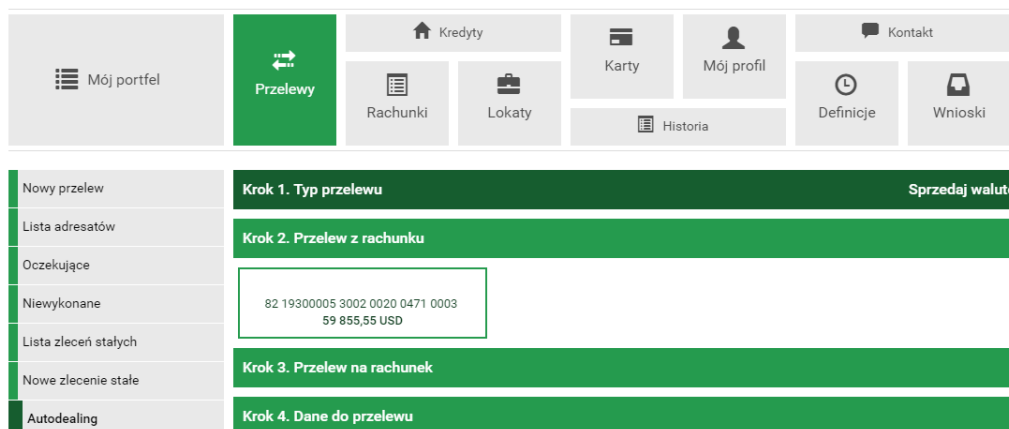 Mój portfel
Przelewy
Kredyty
Rachunki
Lokaty
Karty
Mój profil
Historia
Kontakt
Definicje
Wnioski
Nowy przelew
Lista adresatów
Oczekujące
Niewykonane
Lista zleceń stałych
Nowe zlecenie stałe
Autodealing
Krok 1. Typ przelewu Sprzedaj walut
Krok 2. Przelew z rachunku
82 19300005 3002 0020 0471 0003
59 855,55 USD
Krok 3. Przelew na rachunek
Krok 4. Dane do przelewu